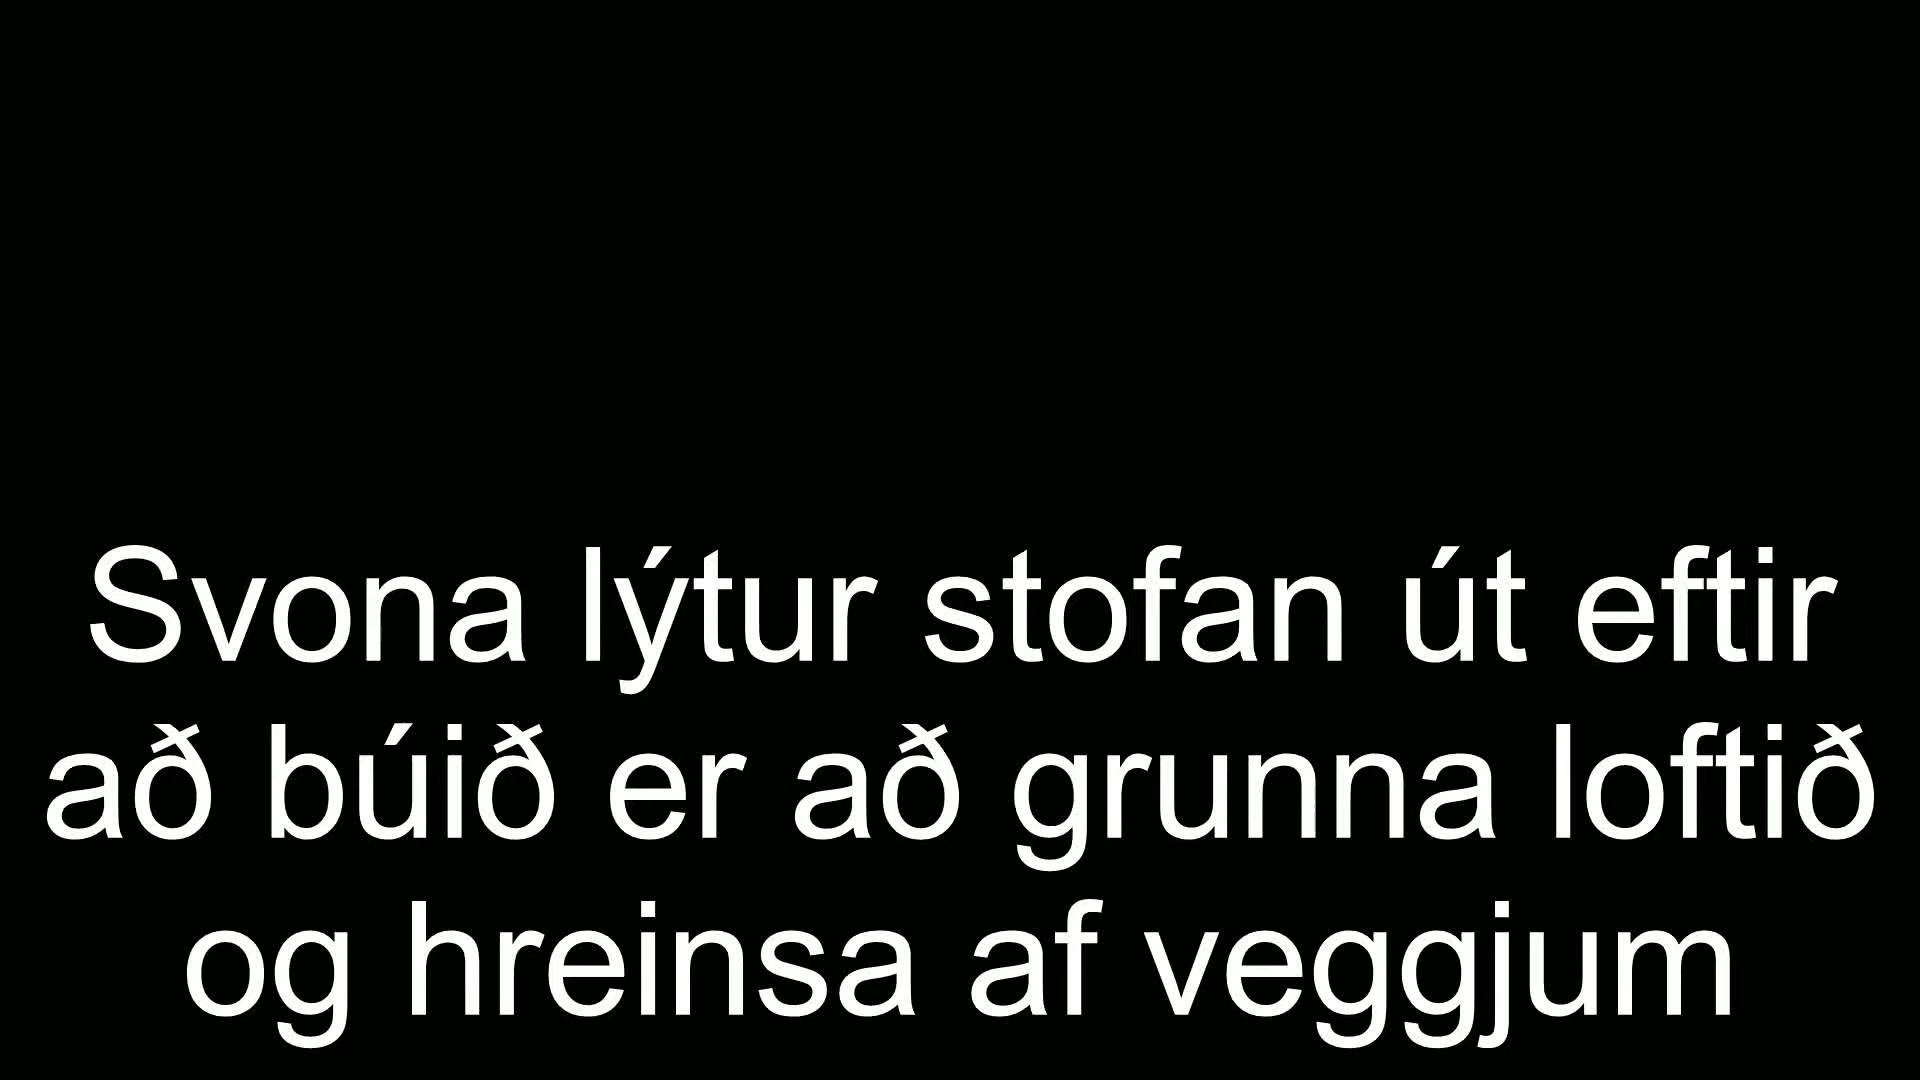 Svona lýtur stofan út eftir
að búið er að grunna loftið
og hreinsa af veggjum